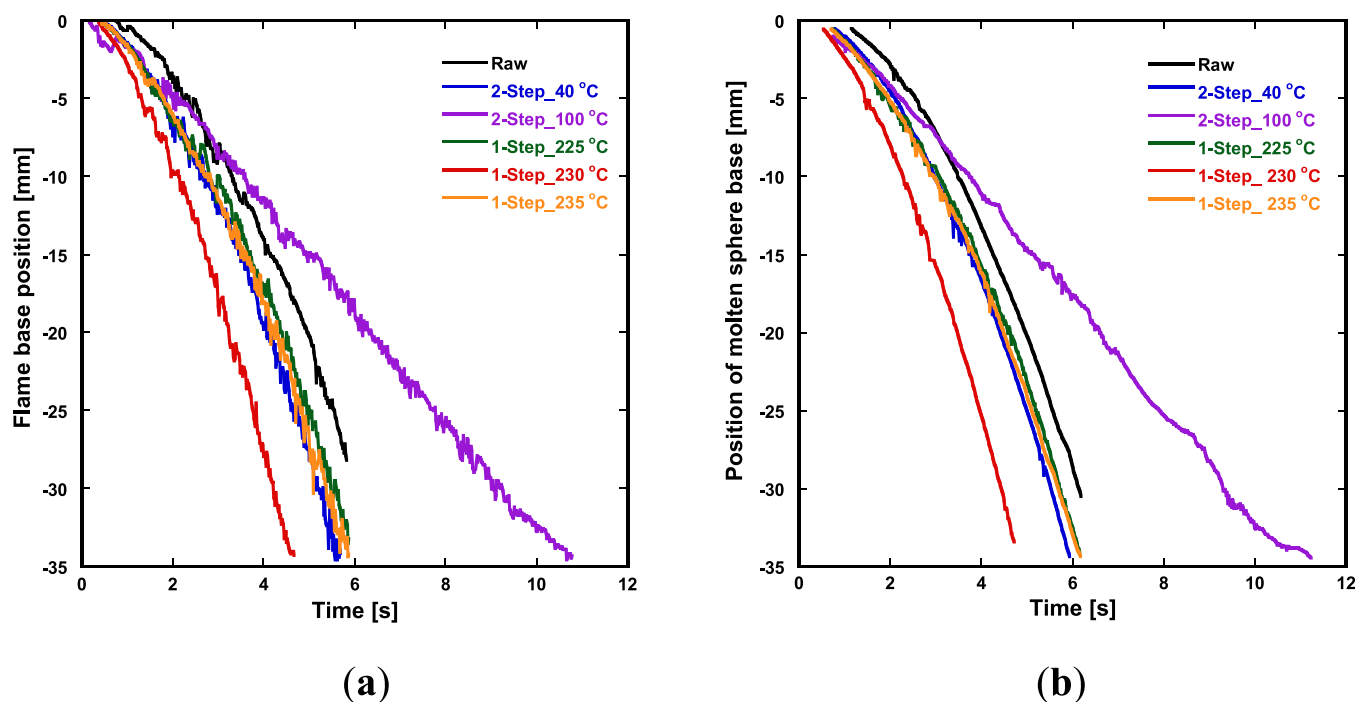 0
-5
-10
-15
-20
-25
-30
-35
Flame base position [mm]
Raw
2-Step_40 °C
2-Step_100 °C
1-Step_225 °C
1-Step_230 °C
1-Step_235 °C
0 2 4 6 8 10 12
Time [s]
(a)
0
-5
-10
-15
-20
-25
-30
-35
Position of molten sphere base [mm]
Raw
2-Step_40 °C
2-Step_100 °C
1-Step_225 °C
1-Step_ 230 °C
1-Step_ 235 °C
0 2 4 6 8 10 12
Time [s]
(b)